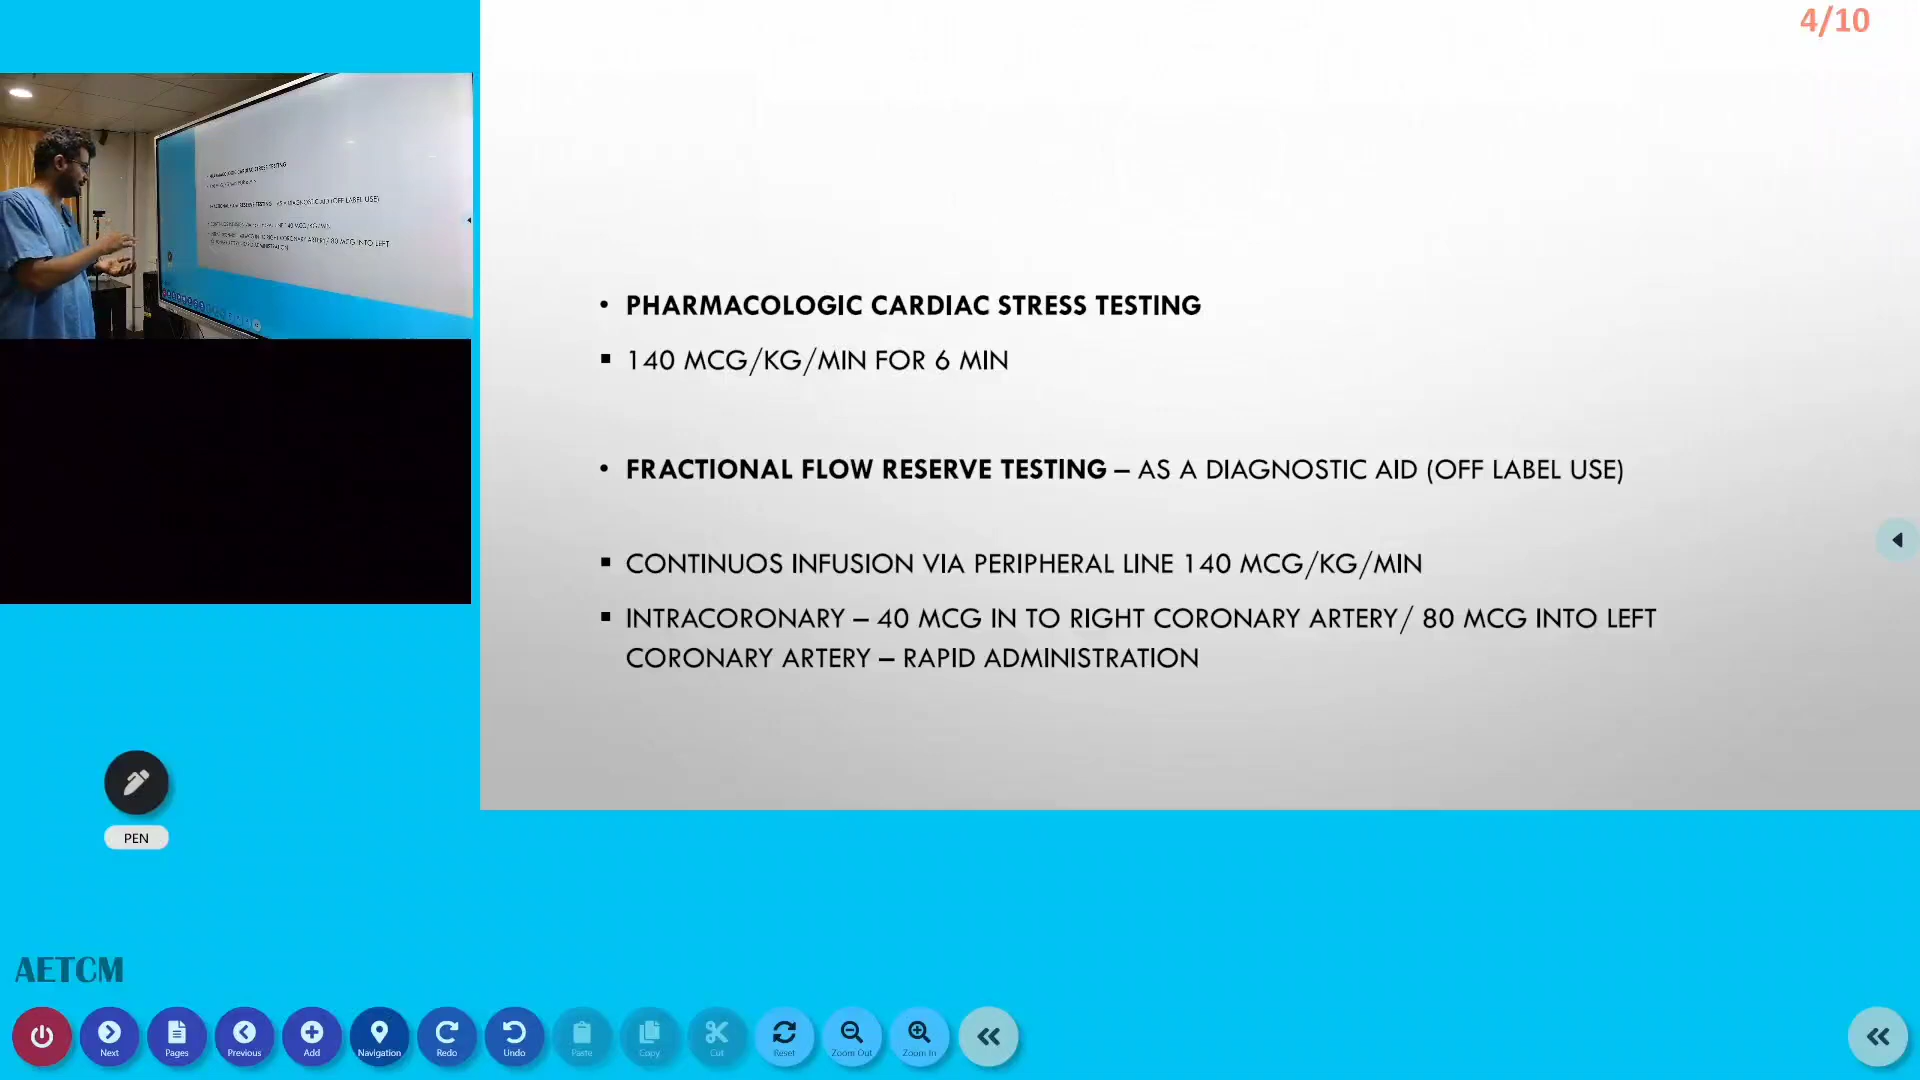 4/10
• PHARMACOLOGIC CARDIAC STRESS TESTING
▪ 140 MCG/KG/MIN FOR 6 MIN
• FRACTIONAL FLOW RESERVE TESTING – AS A DIAGNOSTIC AID (OFF LABEL USE)
▪ CONTINUOS INFUSION VIA PERIPHERAL LINE 140 MCG/KG/MIN
▪ INTRACORONARY – 40 MCG IN TO RIGHT CORONARY ARTERY/ 80 MCG INTO LEFT
CORONARY ARTERY – RAPID ADMINISTRATION
PEN
AETCM
Next Pages Previous Add Navigation Redo Undo Paste Copy Cut Reset Zoom Out Zoom In